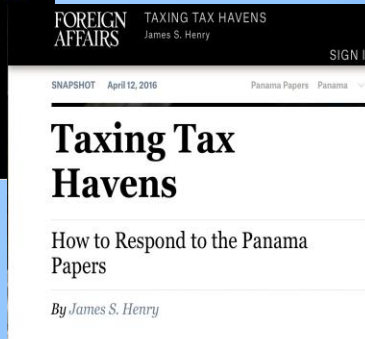 FOREIGN AFFAIRS
TAXING TAX HAVENS
James S. Henry
SIGN I
SNAPSHOT April 12, 2016 Panama Papers Panama
Taxing Tax
Havens
How to Respond to the Panama
Papers
By James S. Henry